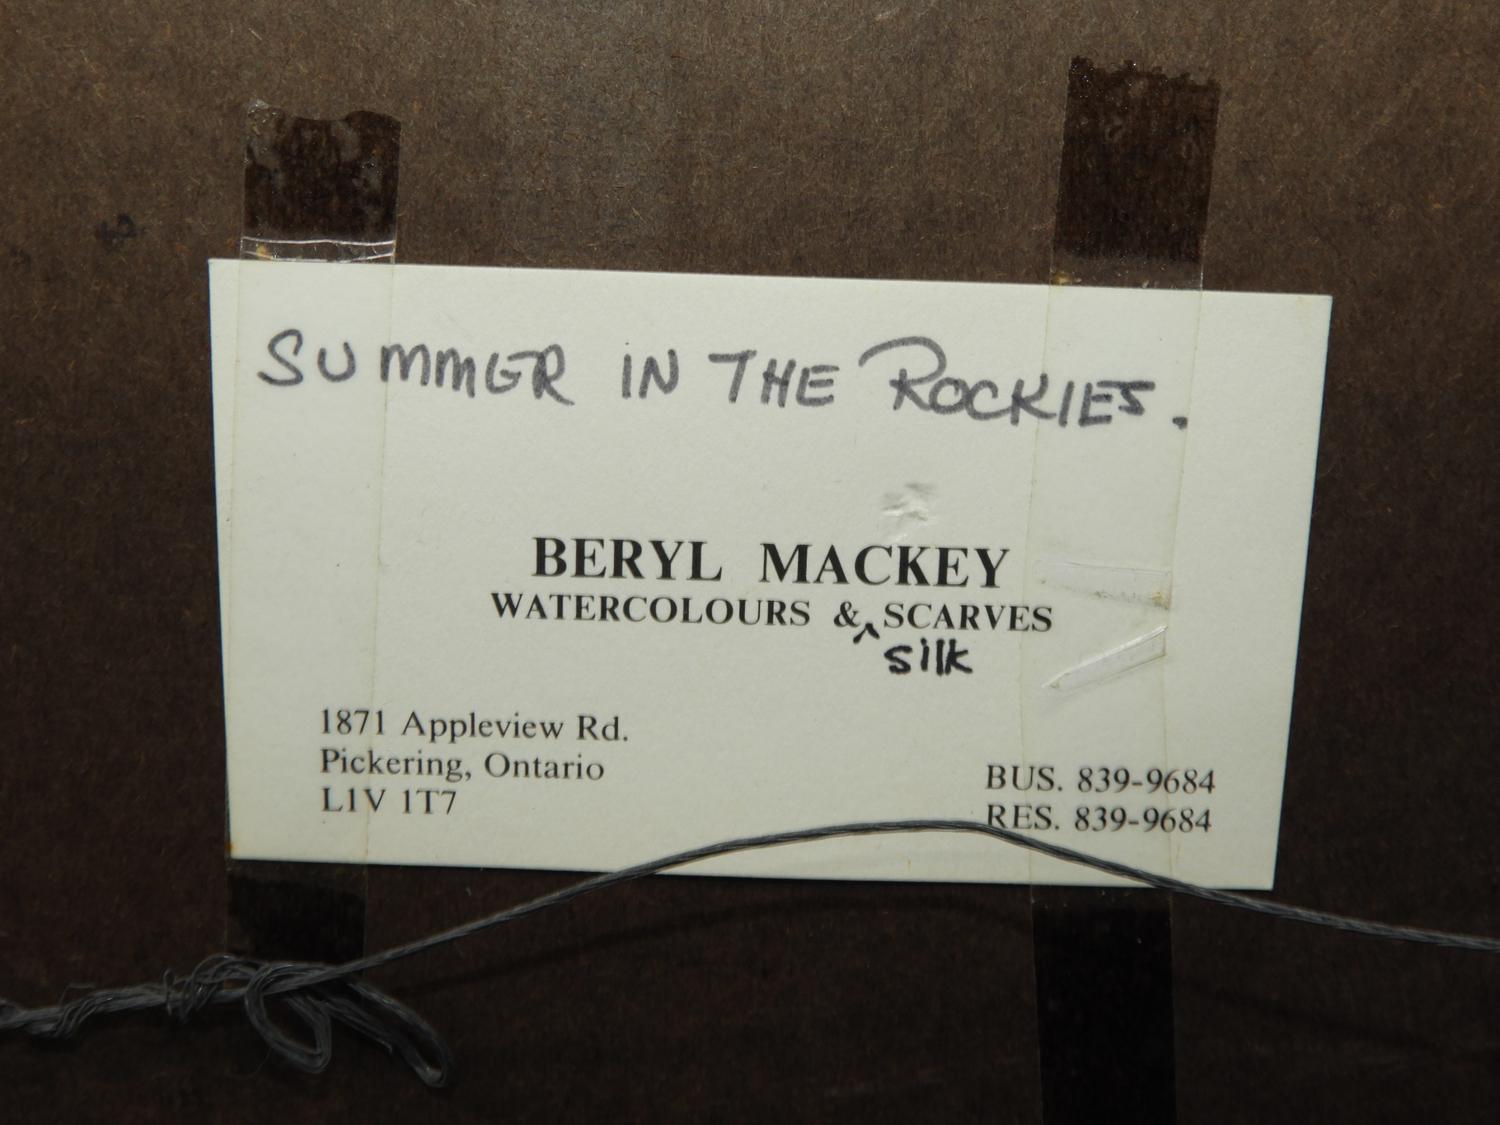 SUMMER IN THE ROCKIES.
BERYL MACKEY
WATERCOLOURS & ^ SCARVES
silk
1871 Appleview Rd.
Pickering, Ontario
L1V 1T7
BUS. 839-9684
RES. 839-9684